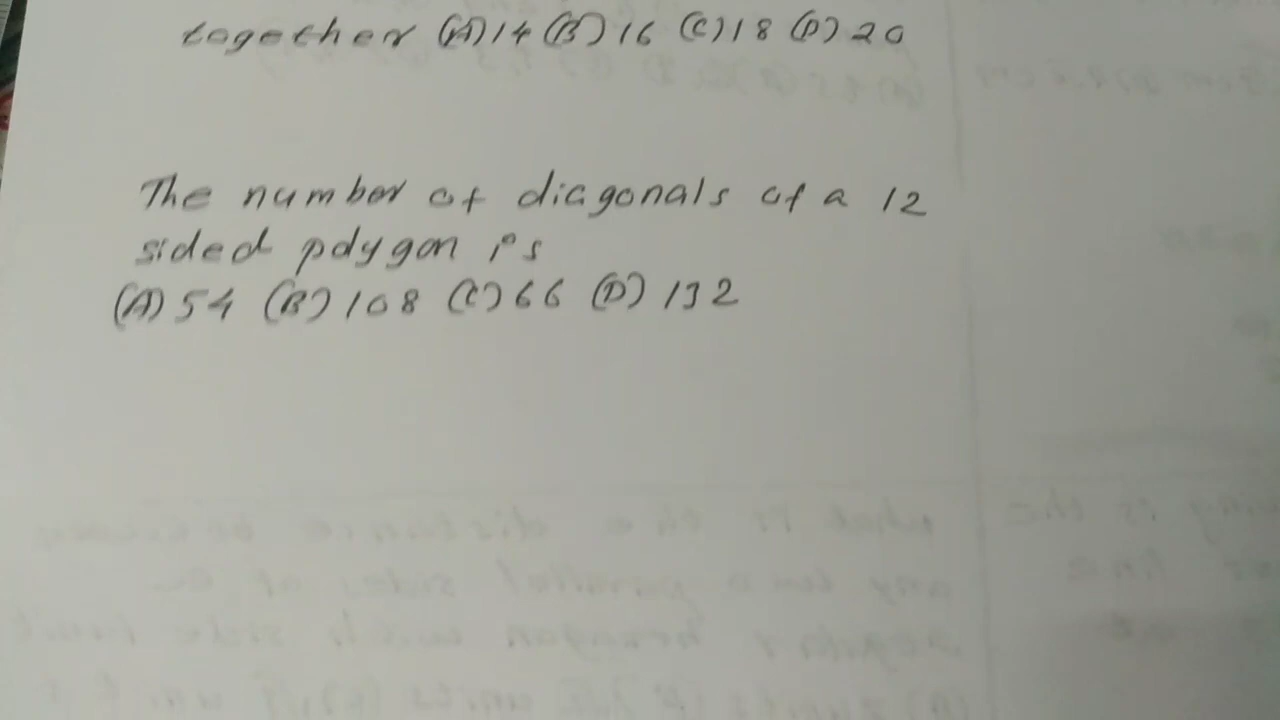 together (A) 14 (B) 16 (C) 18 (D) 20
The number of diagonals of a 12
sided polygon is
(A) 54 (B) 108 (C) 66 (D) 132